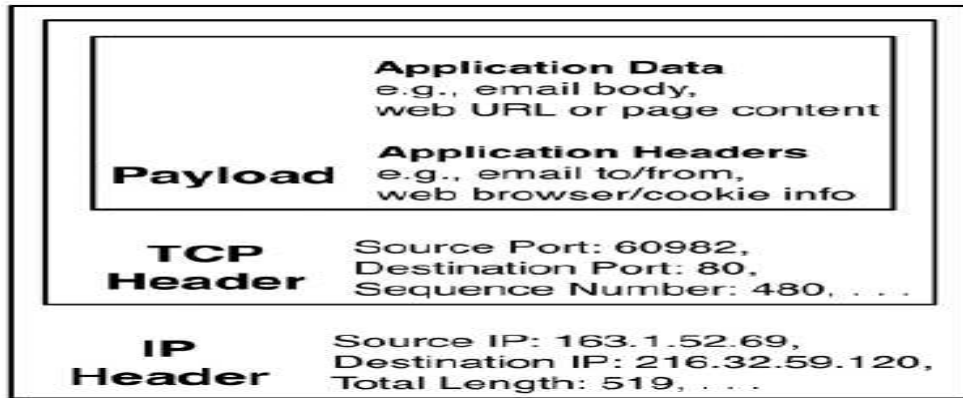 Application Data
e.g., email body,
web URL or page content
Payload
Application Headers
e.g., email to/from,
web browser/cookie info
TCP
Header
Source Port: 60982,
Destination Port: 80,
Sequence Number: 480, . . .
IP
Header
Source IP: 163.1.52.69,
Destination IP: 216.32.59.120,
Total Length: 519, . . .